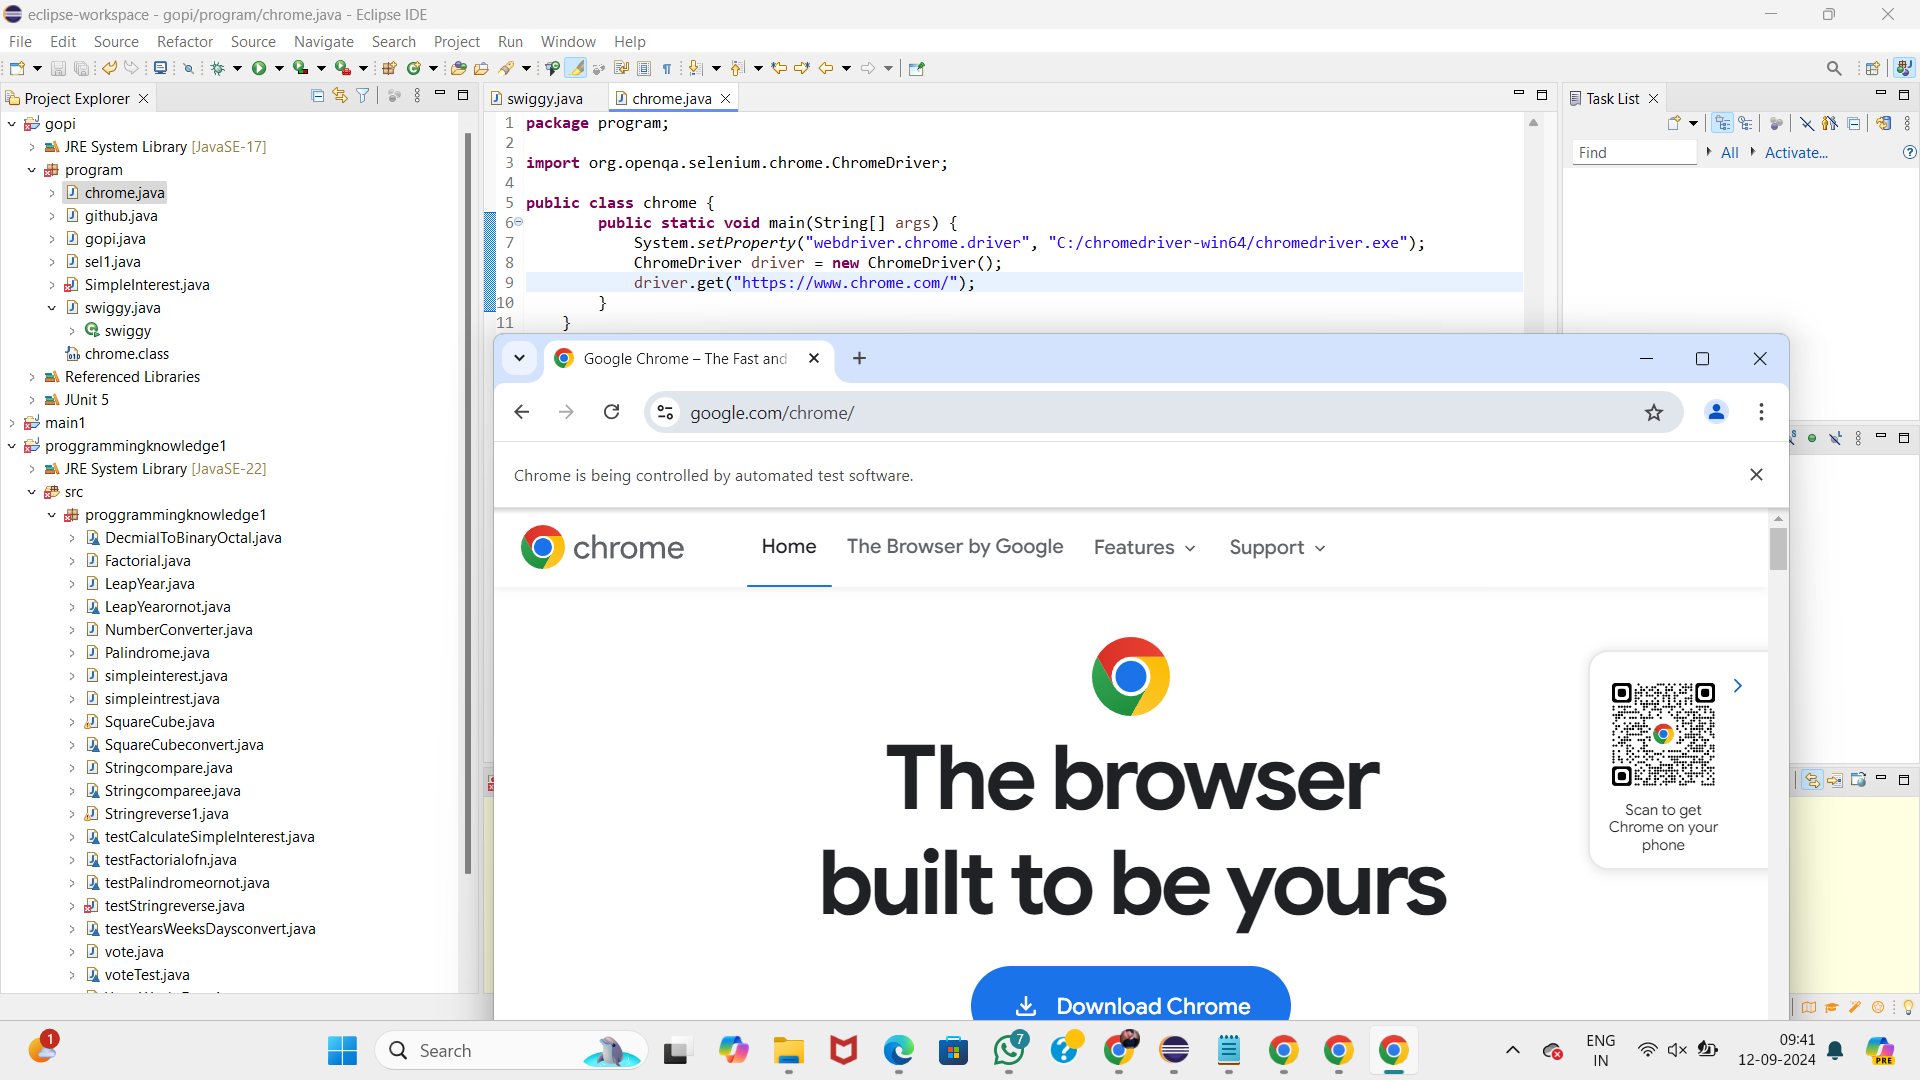 eclipse-workspace - gopi/program/chrome.java - Eclipse IDE
File Edit Source Refactor Source Navigate Search Project Run Window Help
Project Explorer
gopi
JRE System Library [JavaSE-17]
program
chrome.java
github.java
gopi.java
sel1.java
SimpleInterest.java
swiggy.java
swiggy
chrome.class
Referenced Libraries
JUnit 5
main1
proggrammingknowledge1
JRE System Library [JavaSE-22]
src
proggrammingknowledge1
DecmialToBinaryOctal.java
Factorial.java
LeapYear.java
LeapYearornot.java
NumberConverter.java
Palindrome.java
simpleinterest.java
simpleintrest.java
SquareCube.java
SquareCubeconvert.java
Stringcompare.java
Stringcomparee.java
Stringreverse1.java
testCalculateSimpleInterest.java
testFactorialofn.java
testPalindromeornot.java
testStringreverse.java
testYearsWeeksDaysconvert.java
vote.java
voteTest.java
swiggy.java chrome.java
1 package program;
2
3 import org.openqa.selenium.chrome.ChromeDriver;
4
5 public class chrome {
6 public static void main(String[] args) {
7 System.setProperty("webdriver.chrome.driver", "C:/chromedriver-win64/chromedriver.exe");
8 ChromeDriver driver = new ChromeDriver();
9 driver.get("https://www.chrome.com/");
10 }
11 }
Task List
Find All Activate...
Google Chrome – The Fast and
google.com/chrome/
Chrome is being controlled by automated test software.
chrome Home The Browser by Google Features Support
The browser
built to be yours
Download Chrome
Scan to get
Chrome on your
phone
1
Search
7
PRE
ENG
IN
09:41
12-09-2024